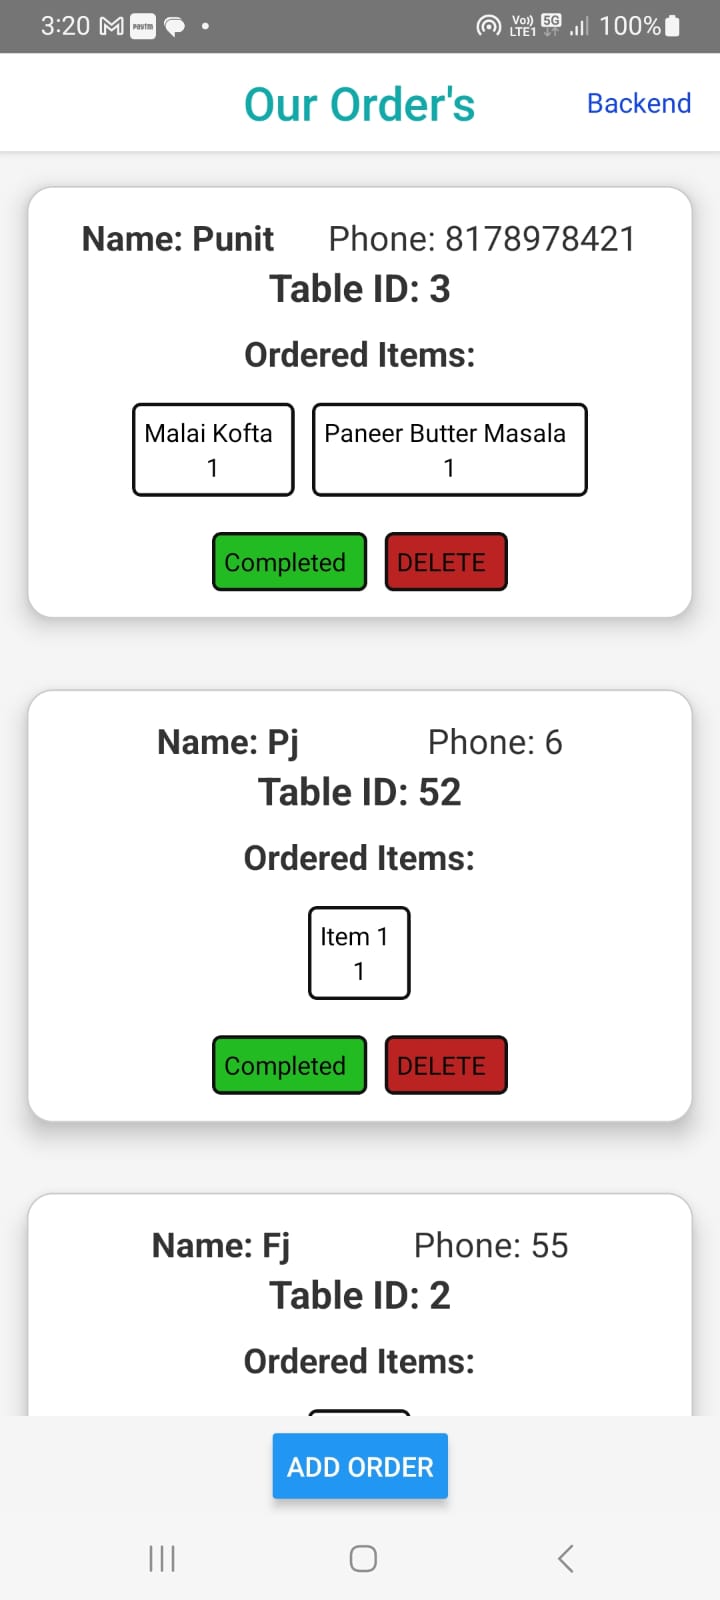 3:20 Paytm Vo)) LTE1 5G 100%
Our Order's
Backend
Name: Punit Phone: 8178978421
Table ID: 3
Ordered Items:
Malai Kofta Paneer Butter Masala
1 1
Completed DELETE
Name: Pj Phone: 6
Table ID: 52
Ordered Items:
Item 1
1
Completed DELETE
Name: Fj Phone: 55
Table ID: 2
Ordered Items:
ADD ORDER